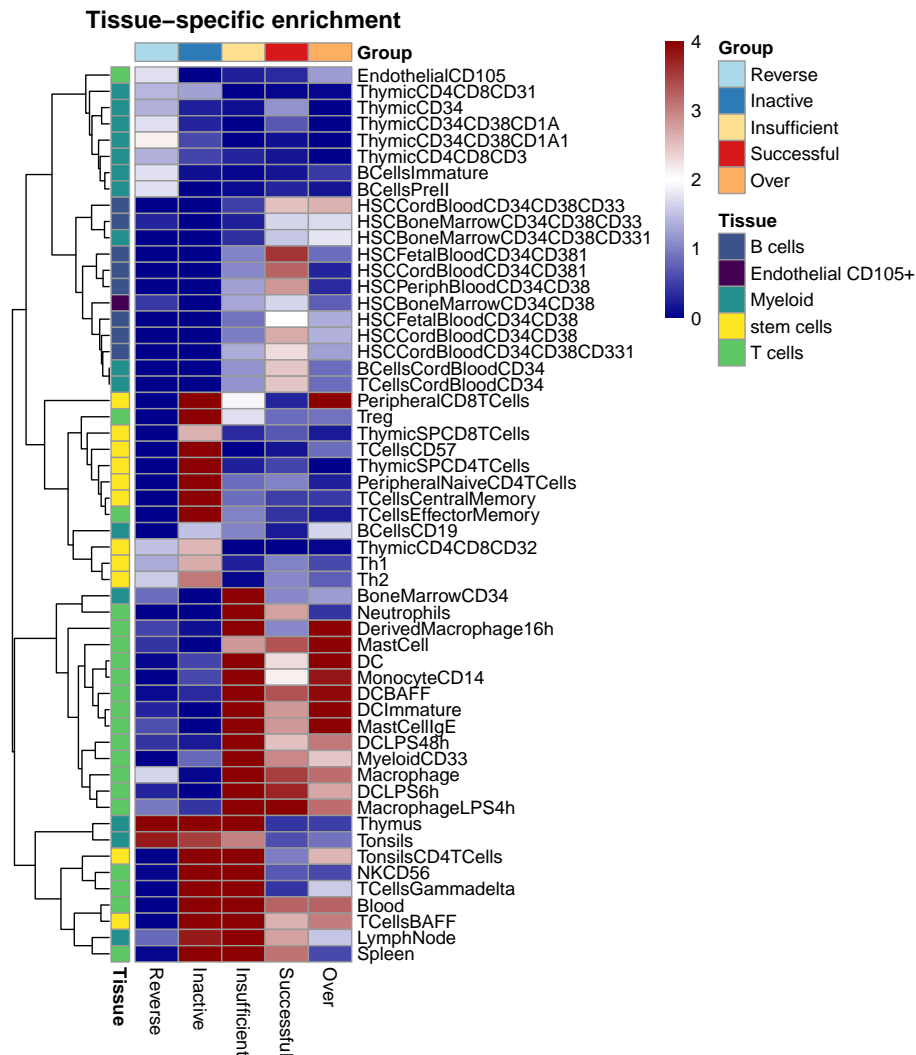 Tissue−specific enrichment
Group
EndothelialCD105
ThymicCD4CD8CD31
ThymicCD34
ThymicCD34CD38CD1A
ThymicCD34CD38CD1A1
ThymicCD4CD8CD3
BCellsImmature
BCellsPreII
HSCCordBloodCD34CD38CD33
HSCBoneMarrowCD34CD38CD33
HSCBoneMarrowCD34CD38CD331
HSCFetalBloodCD34CD381
HSCCordBloodCD34CD381
HSCPeriphBloodCD34CD38
HSCBoneMarrowCD34CD38
HSCFetalBloodCD34CD38
HSCCordBloodCD34CD38
HSCCordBloodCD34CD38CD331
BCellsCordBloodCD34
TCellsCordBloodCD34
PeripheralCD8TCells
Treg
ThymicSPCD8TCells
TCellsCD57
ThymicSPCD4TCells
PeripheralNaiveCD4TCells
TCellsCentralMemory
TCellsEffectorMemory
BCellsCD19
ThymicCD4CD8CD32
Th1
Th2
BoneMarrowCD34
Neutrophils
DerivedMacrophage16h
MastCell
DC
MonocyteCD14
DCBAFF
DCImmature
MastCellIgE
DCLPS48h
MyeloidCD33
Macrophage
DCLPS6h
MacrophageLPS4h
Thymus
Tonsils
TonsilsCD4TCells
NKCD56
TCellsGammadelta
Blood
TCellsBAFF
LymphNode
Spleen
Tissue
Reverse
Inactive
Insufficient
Successful
Over
4
3
2
1
0
Group
Reverse
Inactive
Insufficient
Successful
Over
Tissue
B cells
Endothelial CD105+
Myeloid
stem cells
T cells